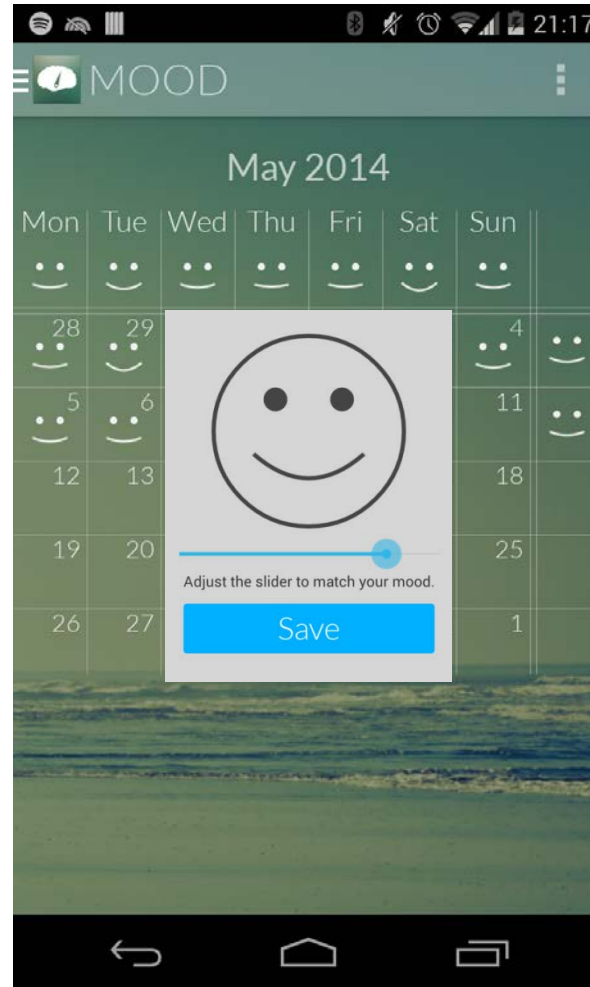 21:17
MOOD
May 2014
Mon Tue Wed Thu Fri Sat Sun
28 29 4
5 6 11
12 13 18
19 20 25
Adjust the slider to match your mood.
26 27 Save 1